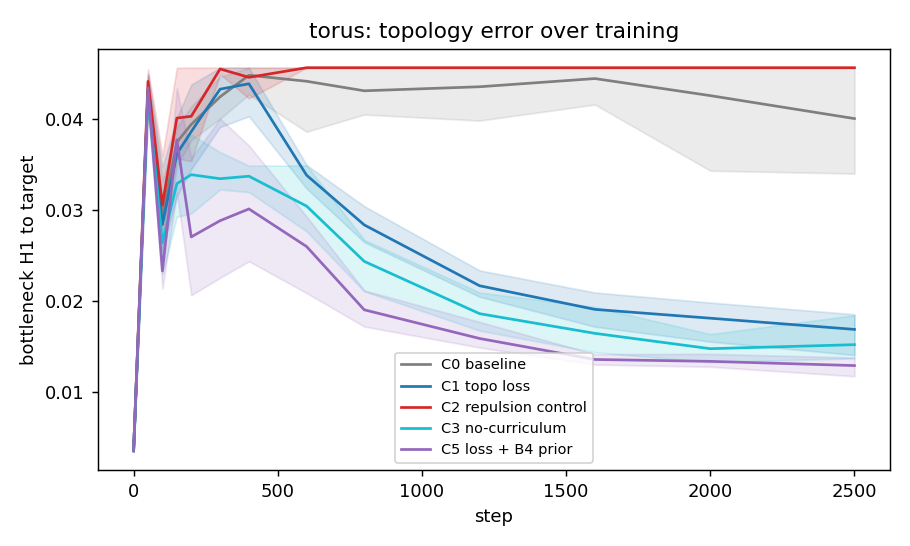 torus: topology error over training
bottleneck H1 to target
0.04
0.03
0.02
0.01
C0 baseline
C1 topo loss
C2 repulsion control
C3 no-curriculum
C5 loss + B4 prior
0
500
1000
1500
2000
2500
step